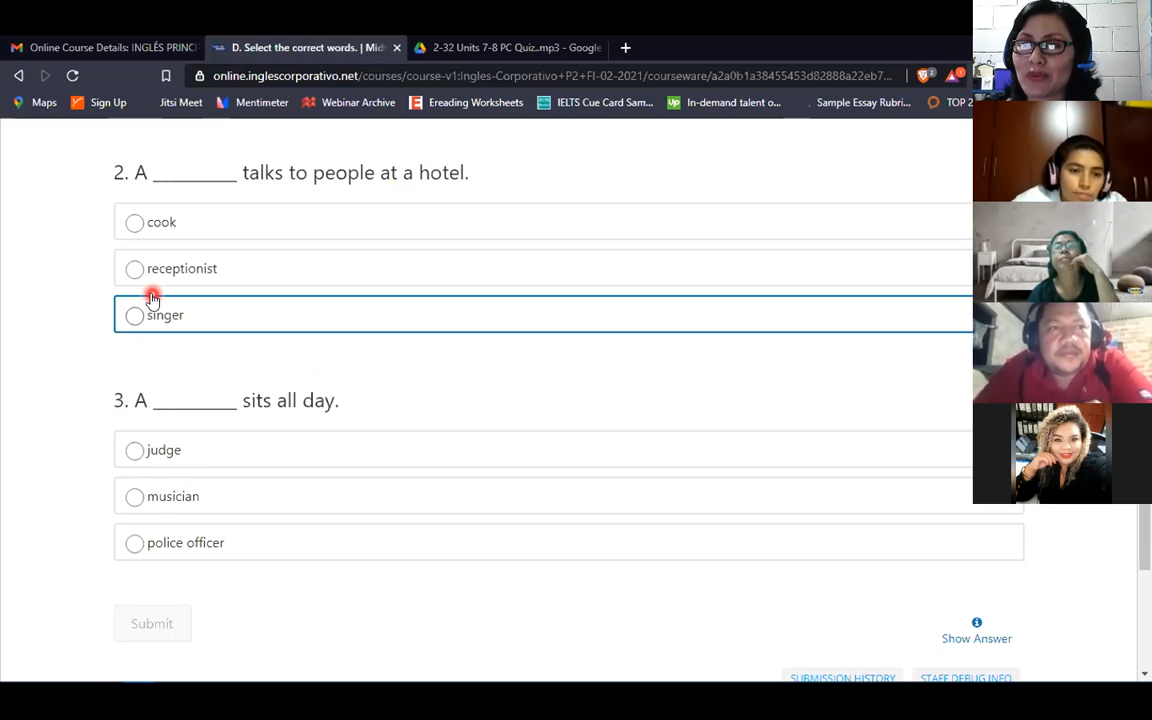 Online Course Details: INGLÉS PRINCI
D. Select the correct words. | Mid
2-32 Units 7-8 PC Quiz..mp3 - Google
online.inglescorporativo.net/courses/course-v1:Ingles-Corporativo+P2+FI-02-2021/courseware/a2a0b1a38455453d82888a22eb7...
Maps
Sign Up
Jitsi Meet
Mentimeter
Webinar Archive
Ereading Worksheets
IELTS Cue Card Sam...
Up In-demand talent o...
Sample Essay Rubri...
TOP 2
2. A __________ talks to people at a hotel.
cook
receptionist
singer
3. A __________ sits all day.
judge
musician
police officer
Submit
Show Answer
SUBMISSION HISTORY
STAFF DEBUG INFO